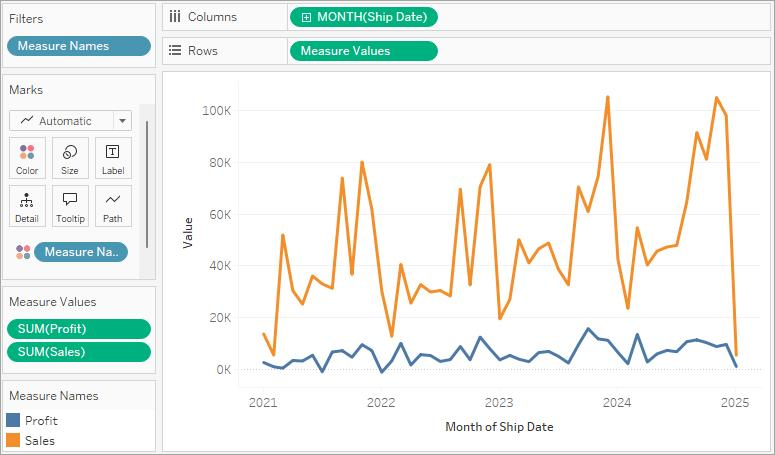 Filters
Measure Names
Marks
Automatic
Color Size Label
Detail Tooltip Path
Measure Na..
Measure Values
SUM(Profit)
SUM(Sales)
Measure Names
Profit
Sales
Columns MONTH(Ship Date)
Rows Measure Values
100K
80K
60K
40K
20K
0K
Value
2021 2022 2023 2024 2025
Month of Ship Date